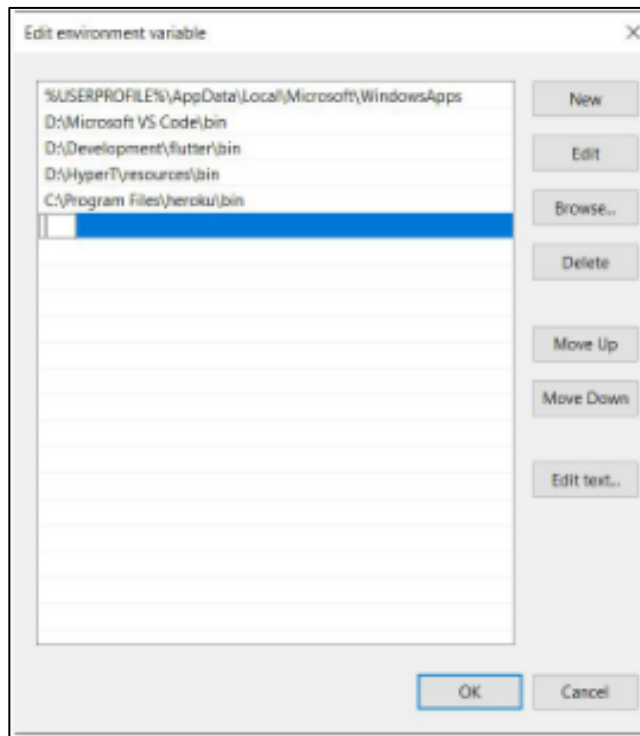 Edit environment variable
%USERPROFILE%\AppData\Local\Microsoft\WindowsApps
D:\Microsoft VS Code\bin
D:\Development\flutter\bin
D:\HyperT\resources\bin
C:\Program Files\heroku\bin
New
Edit
Browse...
Delete
Move Up
Move Down
Edit text...
OK
Cancel